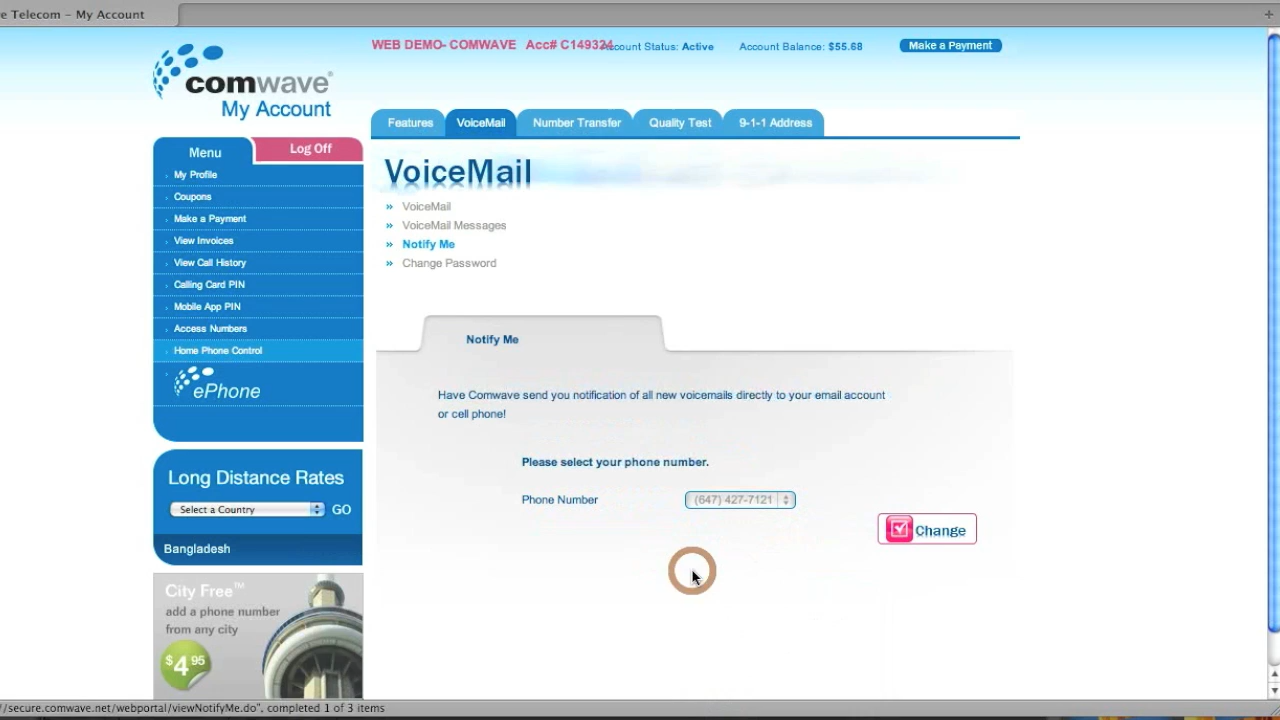 e Telecom – My Account
WEB DEMO- COMWAVE Acc# C149324
Account Status: Active
Account Balance: $55.68
Make a Payment
comwave®
My Account
Features
VoiceMail
Number Transfer
Quality Test
9-1-1 Address
Menu
Log Off
My Profile
Coupons
Make a Payment
View Invoices
View Call History
Calling Card PIN
Mobile App PIN
Access Numbers
Home Phone Control
ePhone
VoiceMail
» VoiceMail
» VoiceMail Messages
» Notify Me
» Change Password
Notify Me
Have Comwave send you notification of all new voicemails directly to your email account
or cell phone!
Please select your phone number.
Phone Number (647) 427-7121
Change
Long Distance Rates
Select a Country GO
Bangladesh
City Free™
add a phone number
from any city
$4.95
//secure.comwave.net/webportal/viewNotifyMe.do", completed 1 of 3 items